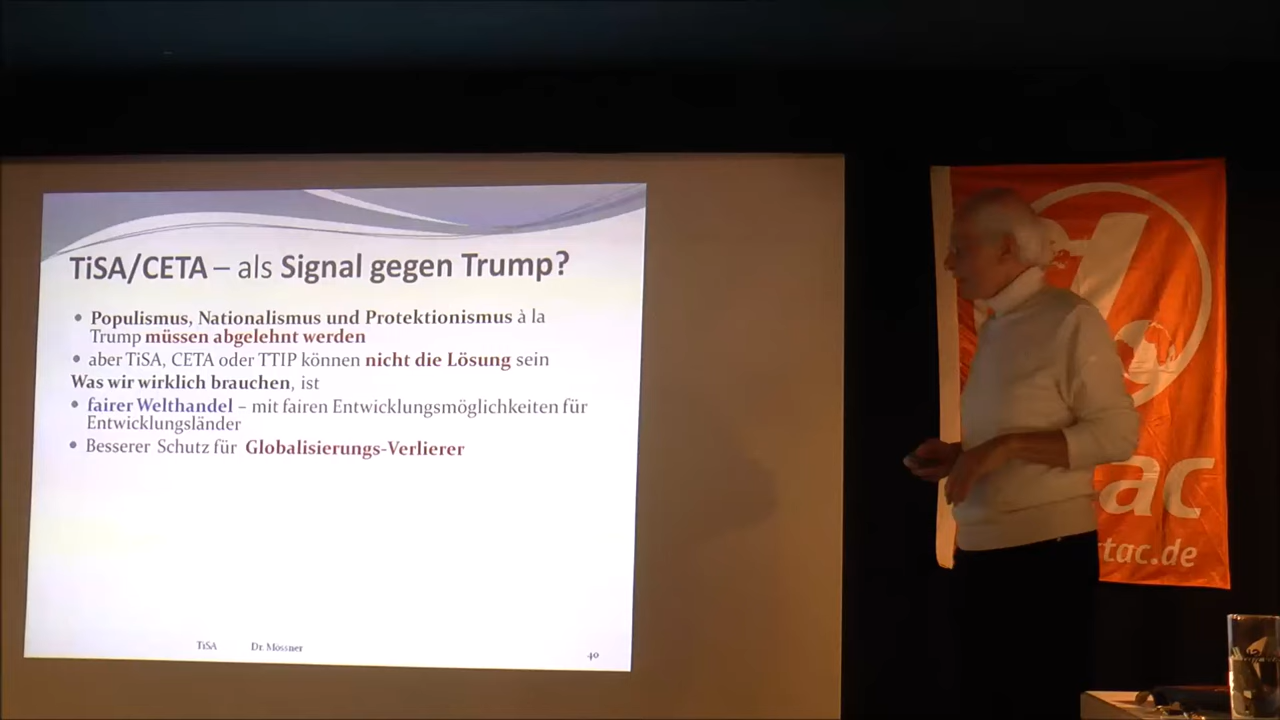 TiSA/CETA – als Signal gegen Trump?
• Populismus, Nationalismus und Protektionismus à la
Trump müssen abgelehnt werden
• aber TiSA, CETA oder TTIP können nicht die Lösung sein
Was wir wirklich brauchen, ist
• fairer Welthandel – mit fairen Entwicklungsmöglichkeiten für
Entwicklungsländer
• Besserer Schutz für Globalisierungs-Verlierer
TiSA Dr. Mossner 40
ac
tac.de